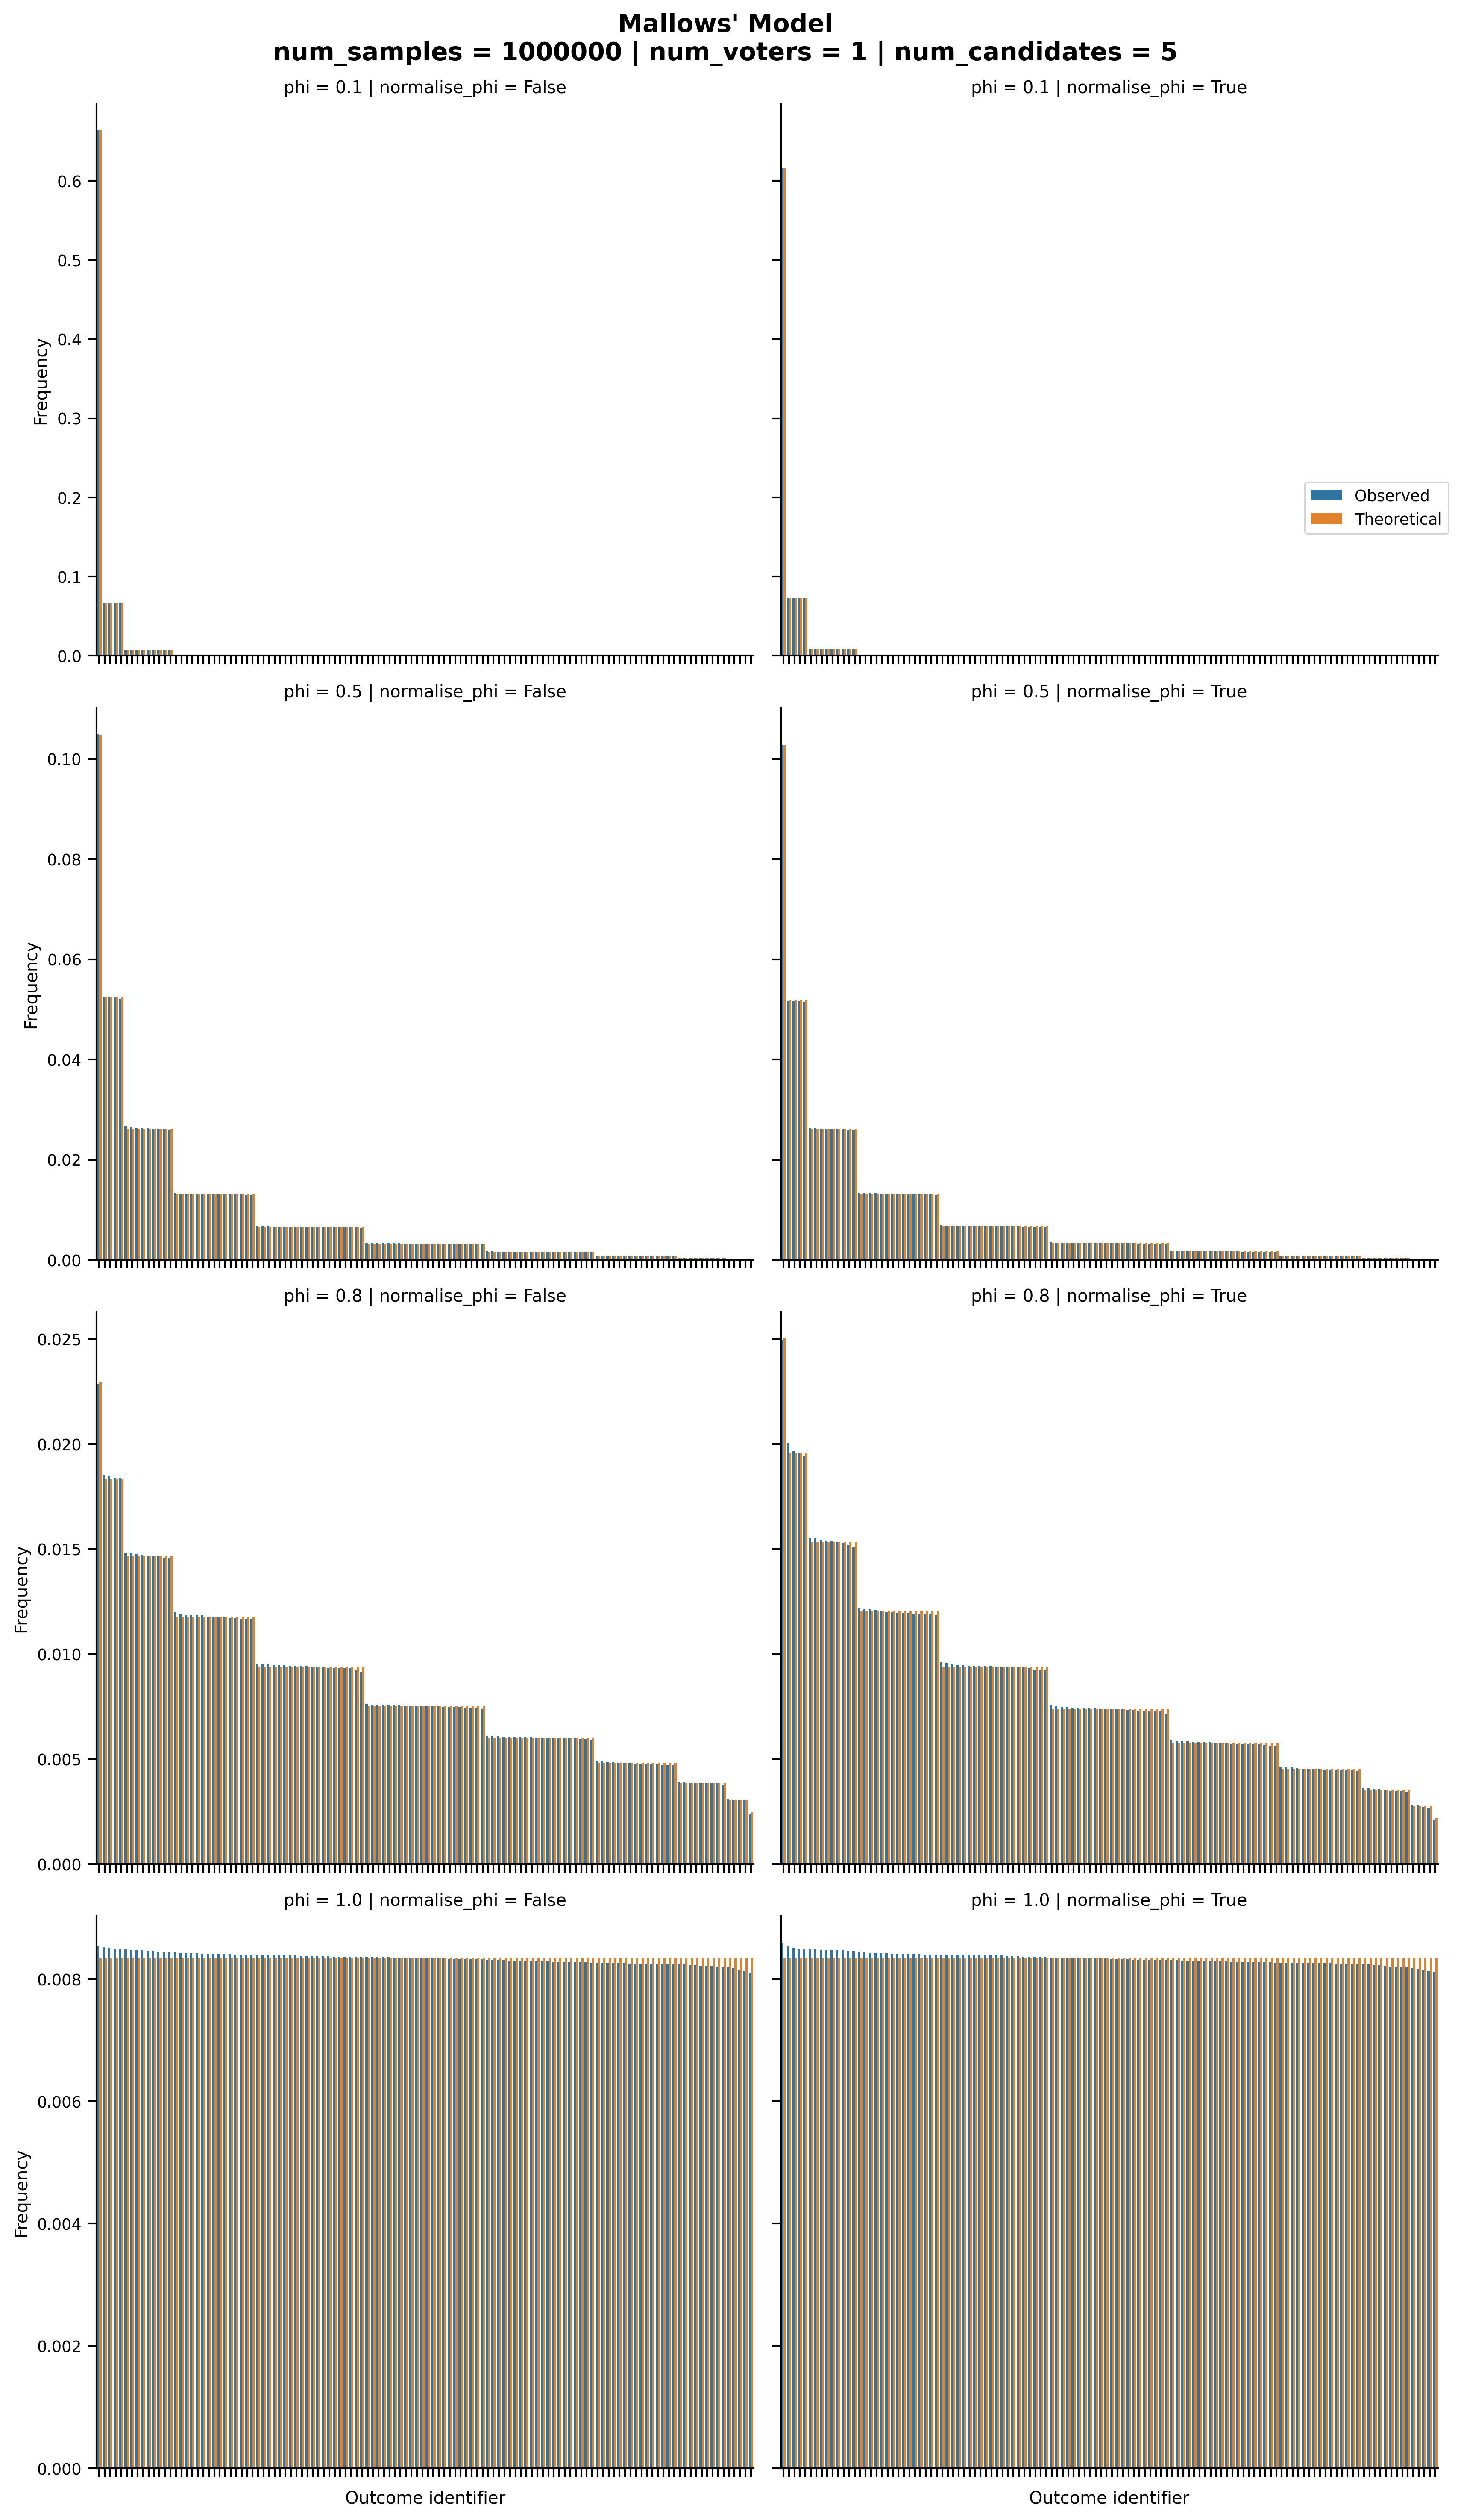 Mallows' Model
num_samples = 1000000 | num_voters = 1 | num_candidates = 5
phi = 0.1 | normalise_phi = False
phi = 0.1 | normalise_phi = True
0.6
0.5
0.4
0.3
0.2
0.1
0.0
Frequency
Observed
Theoretical
phi = 0.5 | normalise_phi = False
phi = 0.5 | normalise_phi = True
0.10
0.08
0.06
0.04
0.02
0.00
Frequency
phi = 0.8 | normalise_phi = False
phi = 0.8 | normalise_phi = True
0.025
0.020
0.015
0.010
0.005
0.000
Frequency
phi = 1.0 | normalise_phi = False
phi = 1.0 | normalise_phi = True
0.008
0.006
0.004
0.002
0.000
Frequency
Outcome identifier
Outcome identifier